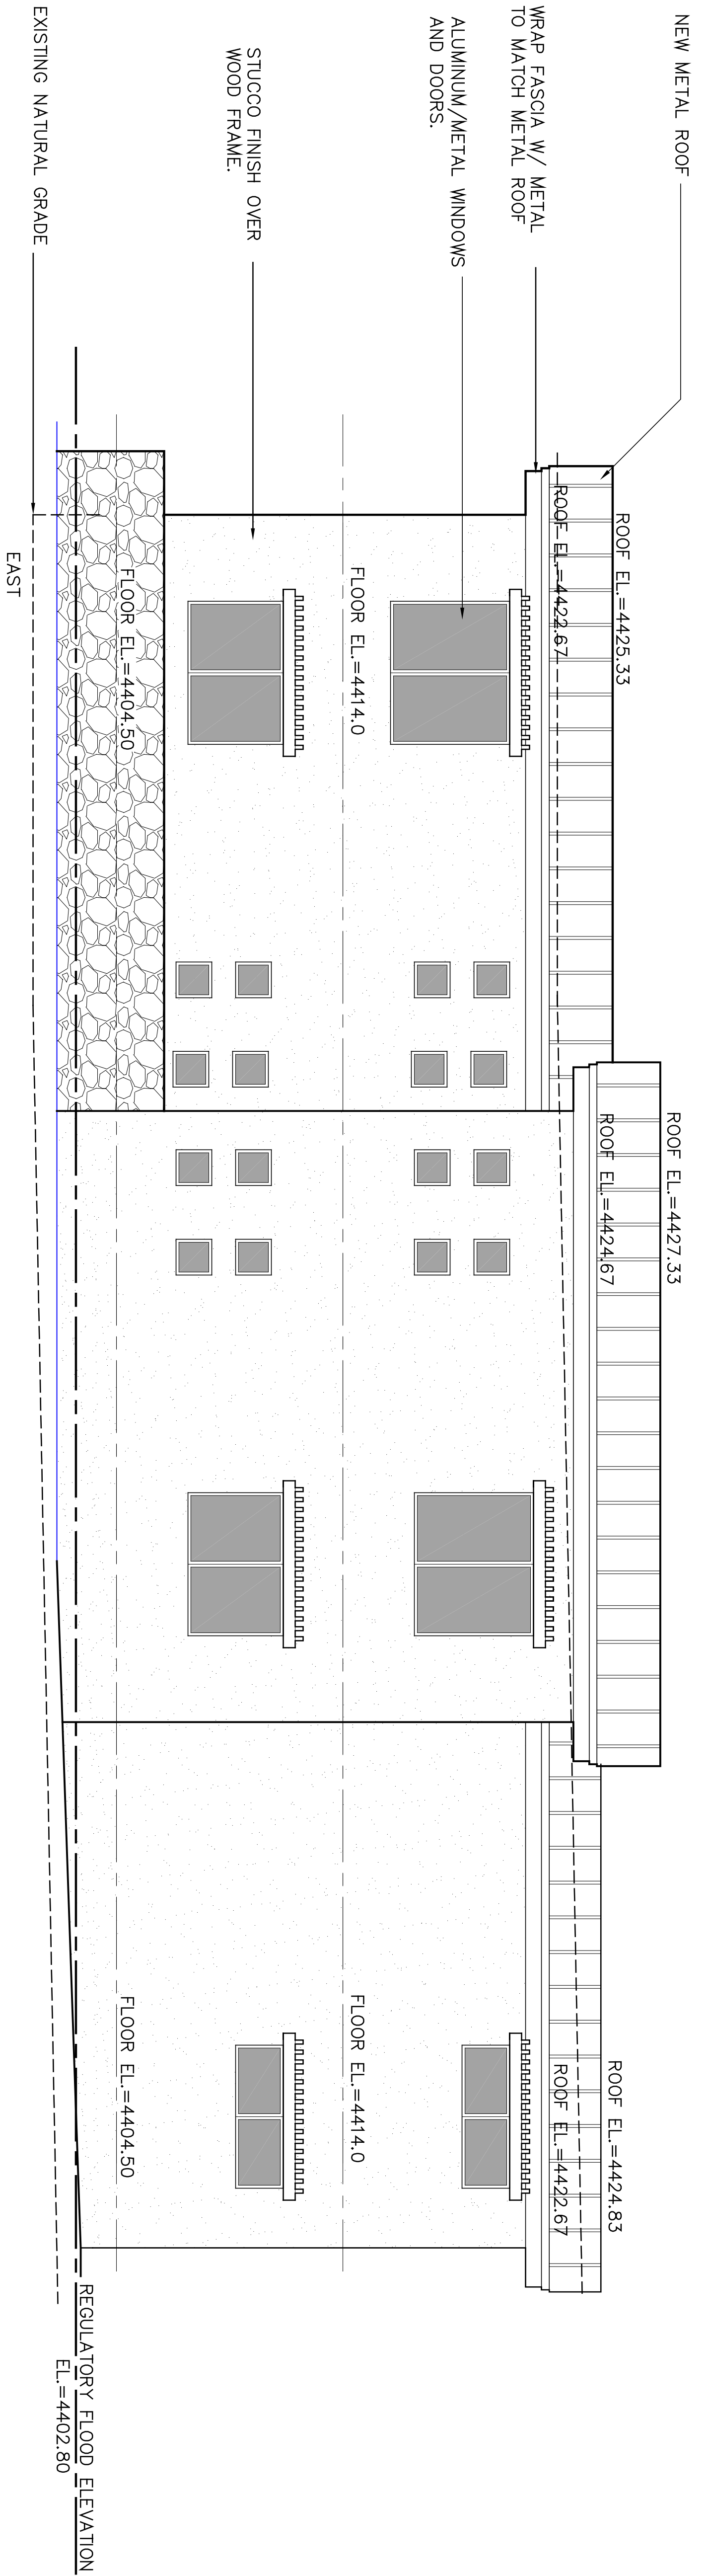 NEW METAL ROOF
WRAP FASCIA W/ METAL
TO MATCH METAL ROOF
ALUMINUM/METAL WINDOWS
AND DOORS.
STUCCO FINISH OVER
WOOD FRAME.
EXISTING NATURAL GRADE
ROOF EL.=4425.33
ROOF EL.=4422.67
FLOOR EL.=4414.0
FLOOR EL.=4404.50
EAST
ROOF EL.=4427.33
ROOF EL.=4424.67
ROOF EL.=4424.83
ROOF EL.=4422.67
FLOOR EL.=4414.0
FLOOR EL.=4404.50
REGULATORY FLOOD ELEVATION
EL.=4402.80